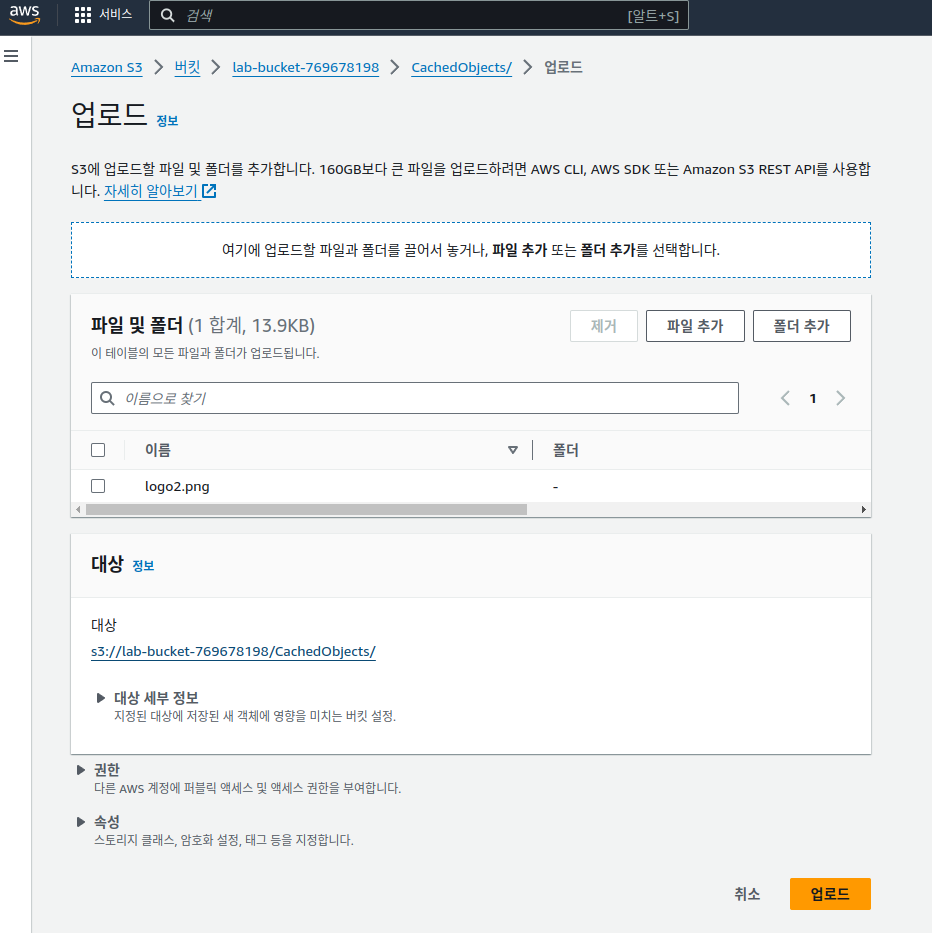 aws 서비스 검색 [알트+S]
Amazon S3 > 버킷 > lab-bucket-769678198 > CachedObjects/ > 업로드
업로드 정보
S3에 업로드할 파일 및 폴더를 추가합니다. 160GB보다 큰 파일을 업로드하려면 AWS CLI, AWS SDK 또는 Amazon S3 REST API를 사용합
니다. 자세히 알아보기
여기에 업로드할 파일과 폴더를 끌어서 놓거나, 파일 추가 또는 폴더 추가를 선택합니다.
파일 및 폴더 (1 합계, 13.9KB) 제거 파일 추가 폴더 추가
이 테이블의 모든 파일과 폴더가 업로드됩니다.
이름으로 찾기 1
이름 폴더
logo2.png -
대상 정보
대상
s3://lab-bucket-769678198/CachedObjects/
대상 세부 정보
지정된 대상에 저장된 새 객체에 영향을 미치는 버킷 설정.
권한
다른 AWS 계정에 퍼블릭 액세스 및 액세스 권한을 부여합니다.
속성
스토리지 클래스, 암호화 설정, 태그 등을 지정합니다.
취소 업로드